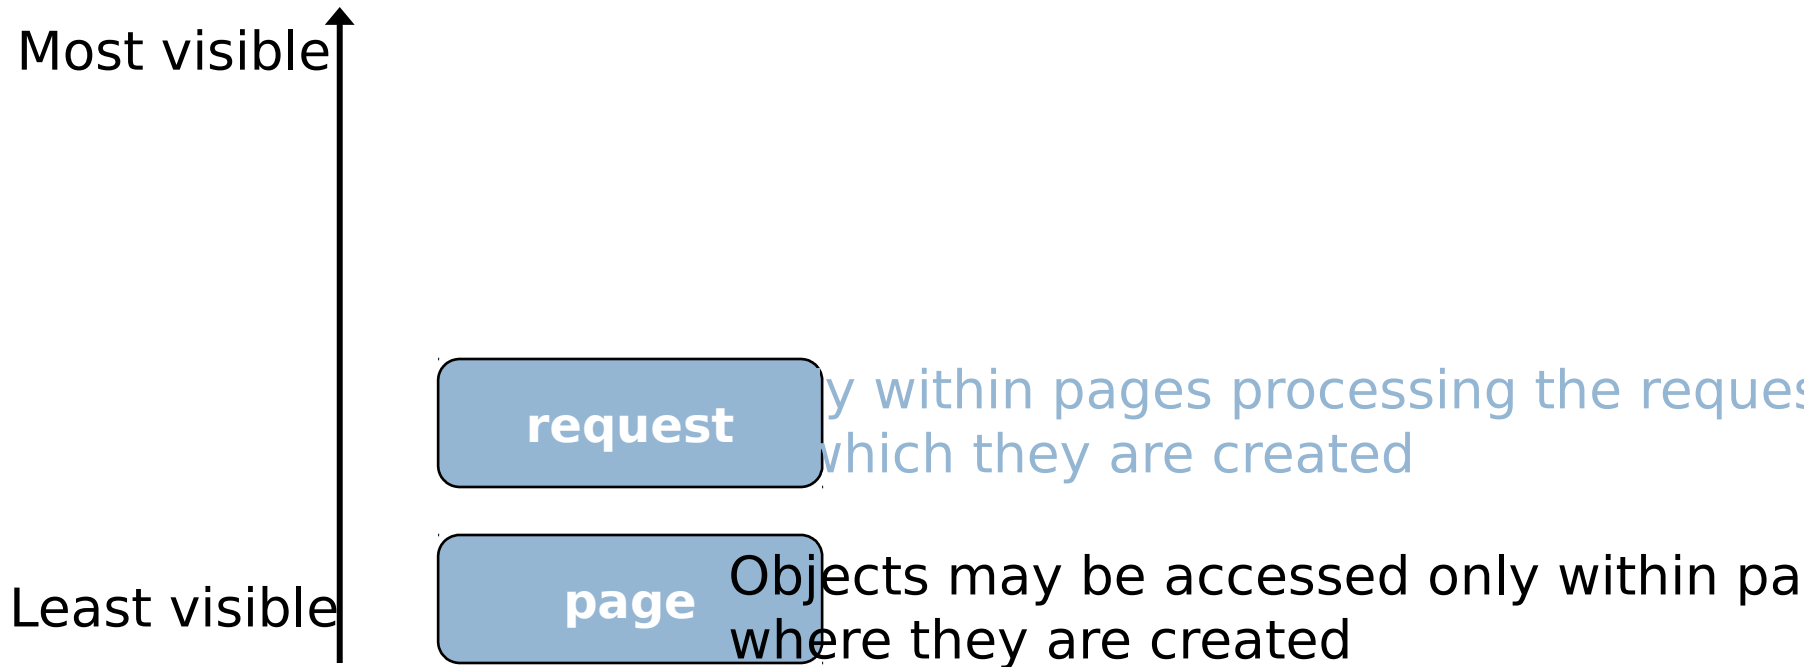 Most visible
request
y within pages processing the reques
which they are created
page
Objects may be accessed only within pa
where they are created
Least visible